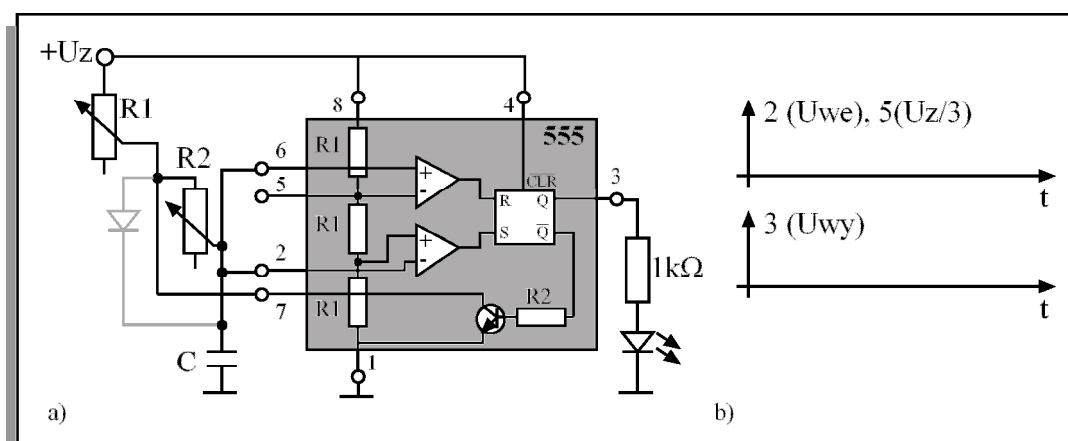 +Uz
R1
R2
C
a)
8
4
6
5
2
7
1
3
555
R1
R1
R1
CLR
R Q
S Q
R2
1kΩ
b)
2 (Uwe), 5(Uz/3)
t
3 (Uwy)
t